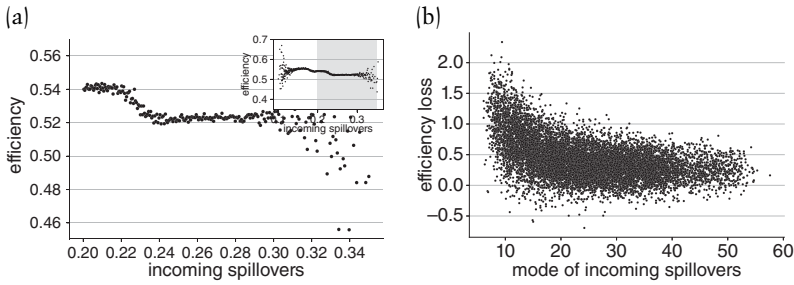 (a)
0.56
0.54
0.52
0.50
0.48
0.46
efficiency
0.20 0.22 0.24 0.26 0.28 0.30 0.32 0.34
incoming spillovers
0.7
0.6
0.5
0.4
efficiency
0.2 0.3
incoming spillovers
(b)
2.0
1.5
1.0
0.5
0.0
−0.5
efficiency loss
10 20 30 40 50 60
mode of incoming spillovers